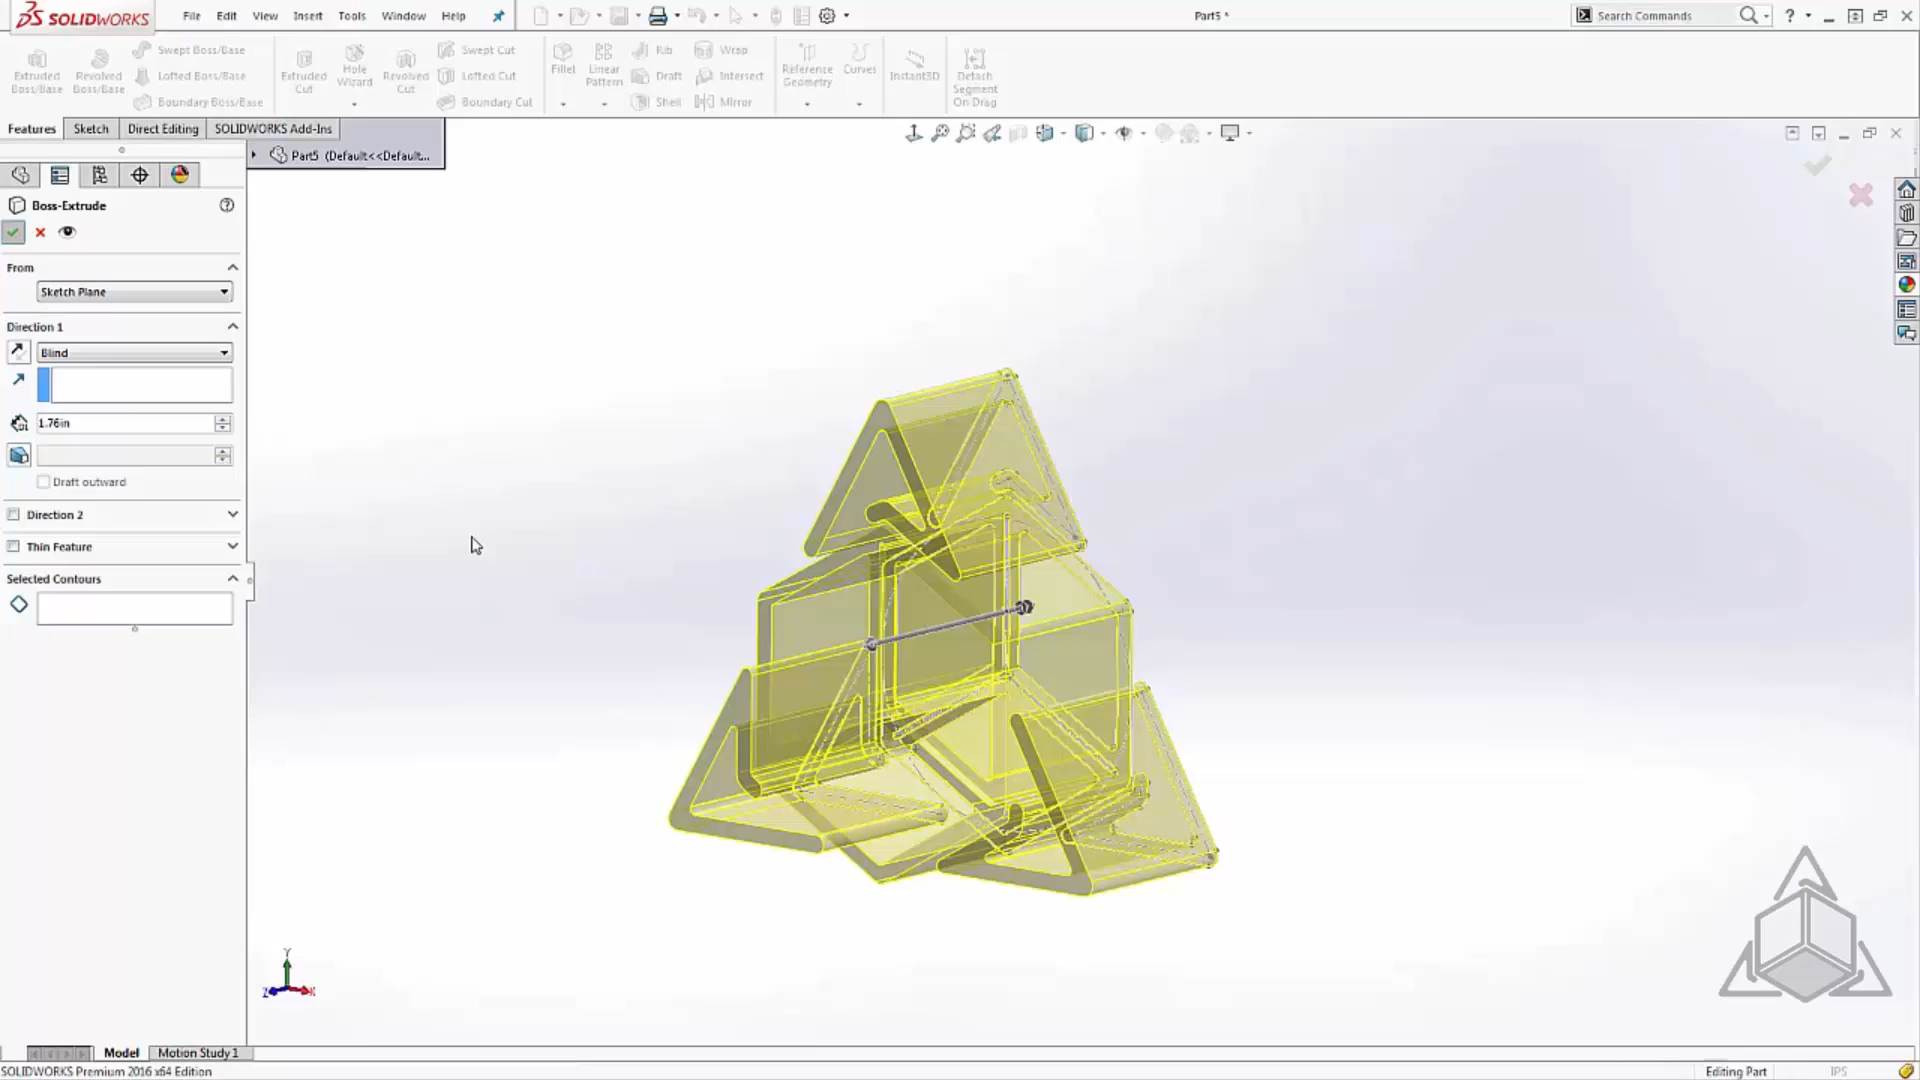 SOLIDWORKS File Edit View Insert Tools Window Help Part5 * Search Commands ?
Extruded Boss/Base
Revolved Boss/Base
Swept Boss/Base
Lofted Boss/Base
Boundary Boss/Base
Extruded Cut
Hole Wizard
Revolved Cut
Swept Cut
Lofted Cut
Boundary Cut
Fillet
Linear Pattern
Rib
Draft
Shell
Wrap
Intersect
Mirror
Reference Geometry
Curves
Instant3D
Detach Segment On Drag
Features Sketch Direct Editing SOLIDWORKS Add-Ins
Part5 (Default<<Default...
Boss-Extrude
From
Sketch Plane
Direction 1
Blind
1.76in
Draft outward
Direction 2
Thin Feature
Selected Contours
Y
Z X
Model Motion Study 1
SOLIDWORKS Premium 2016 x64 Edition Editing Part IPS